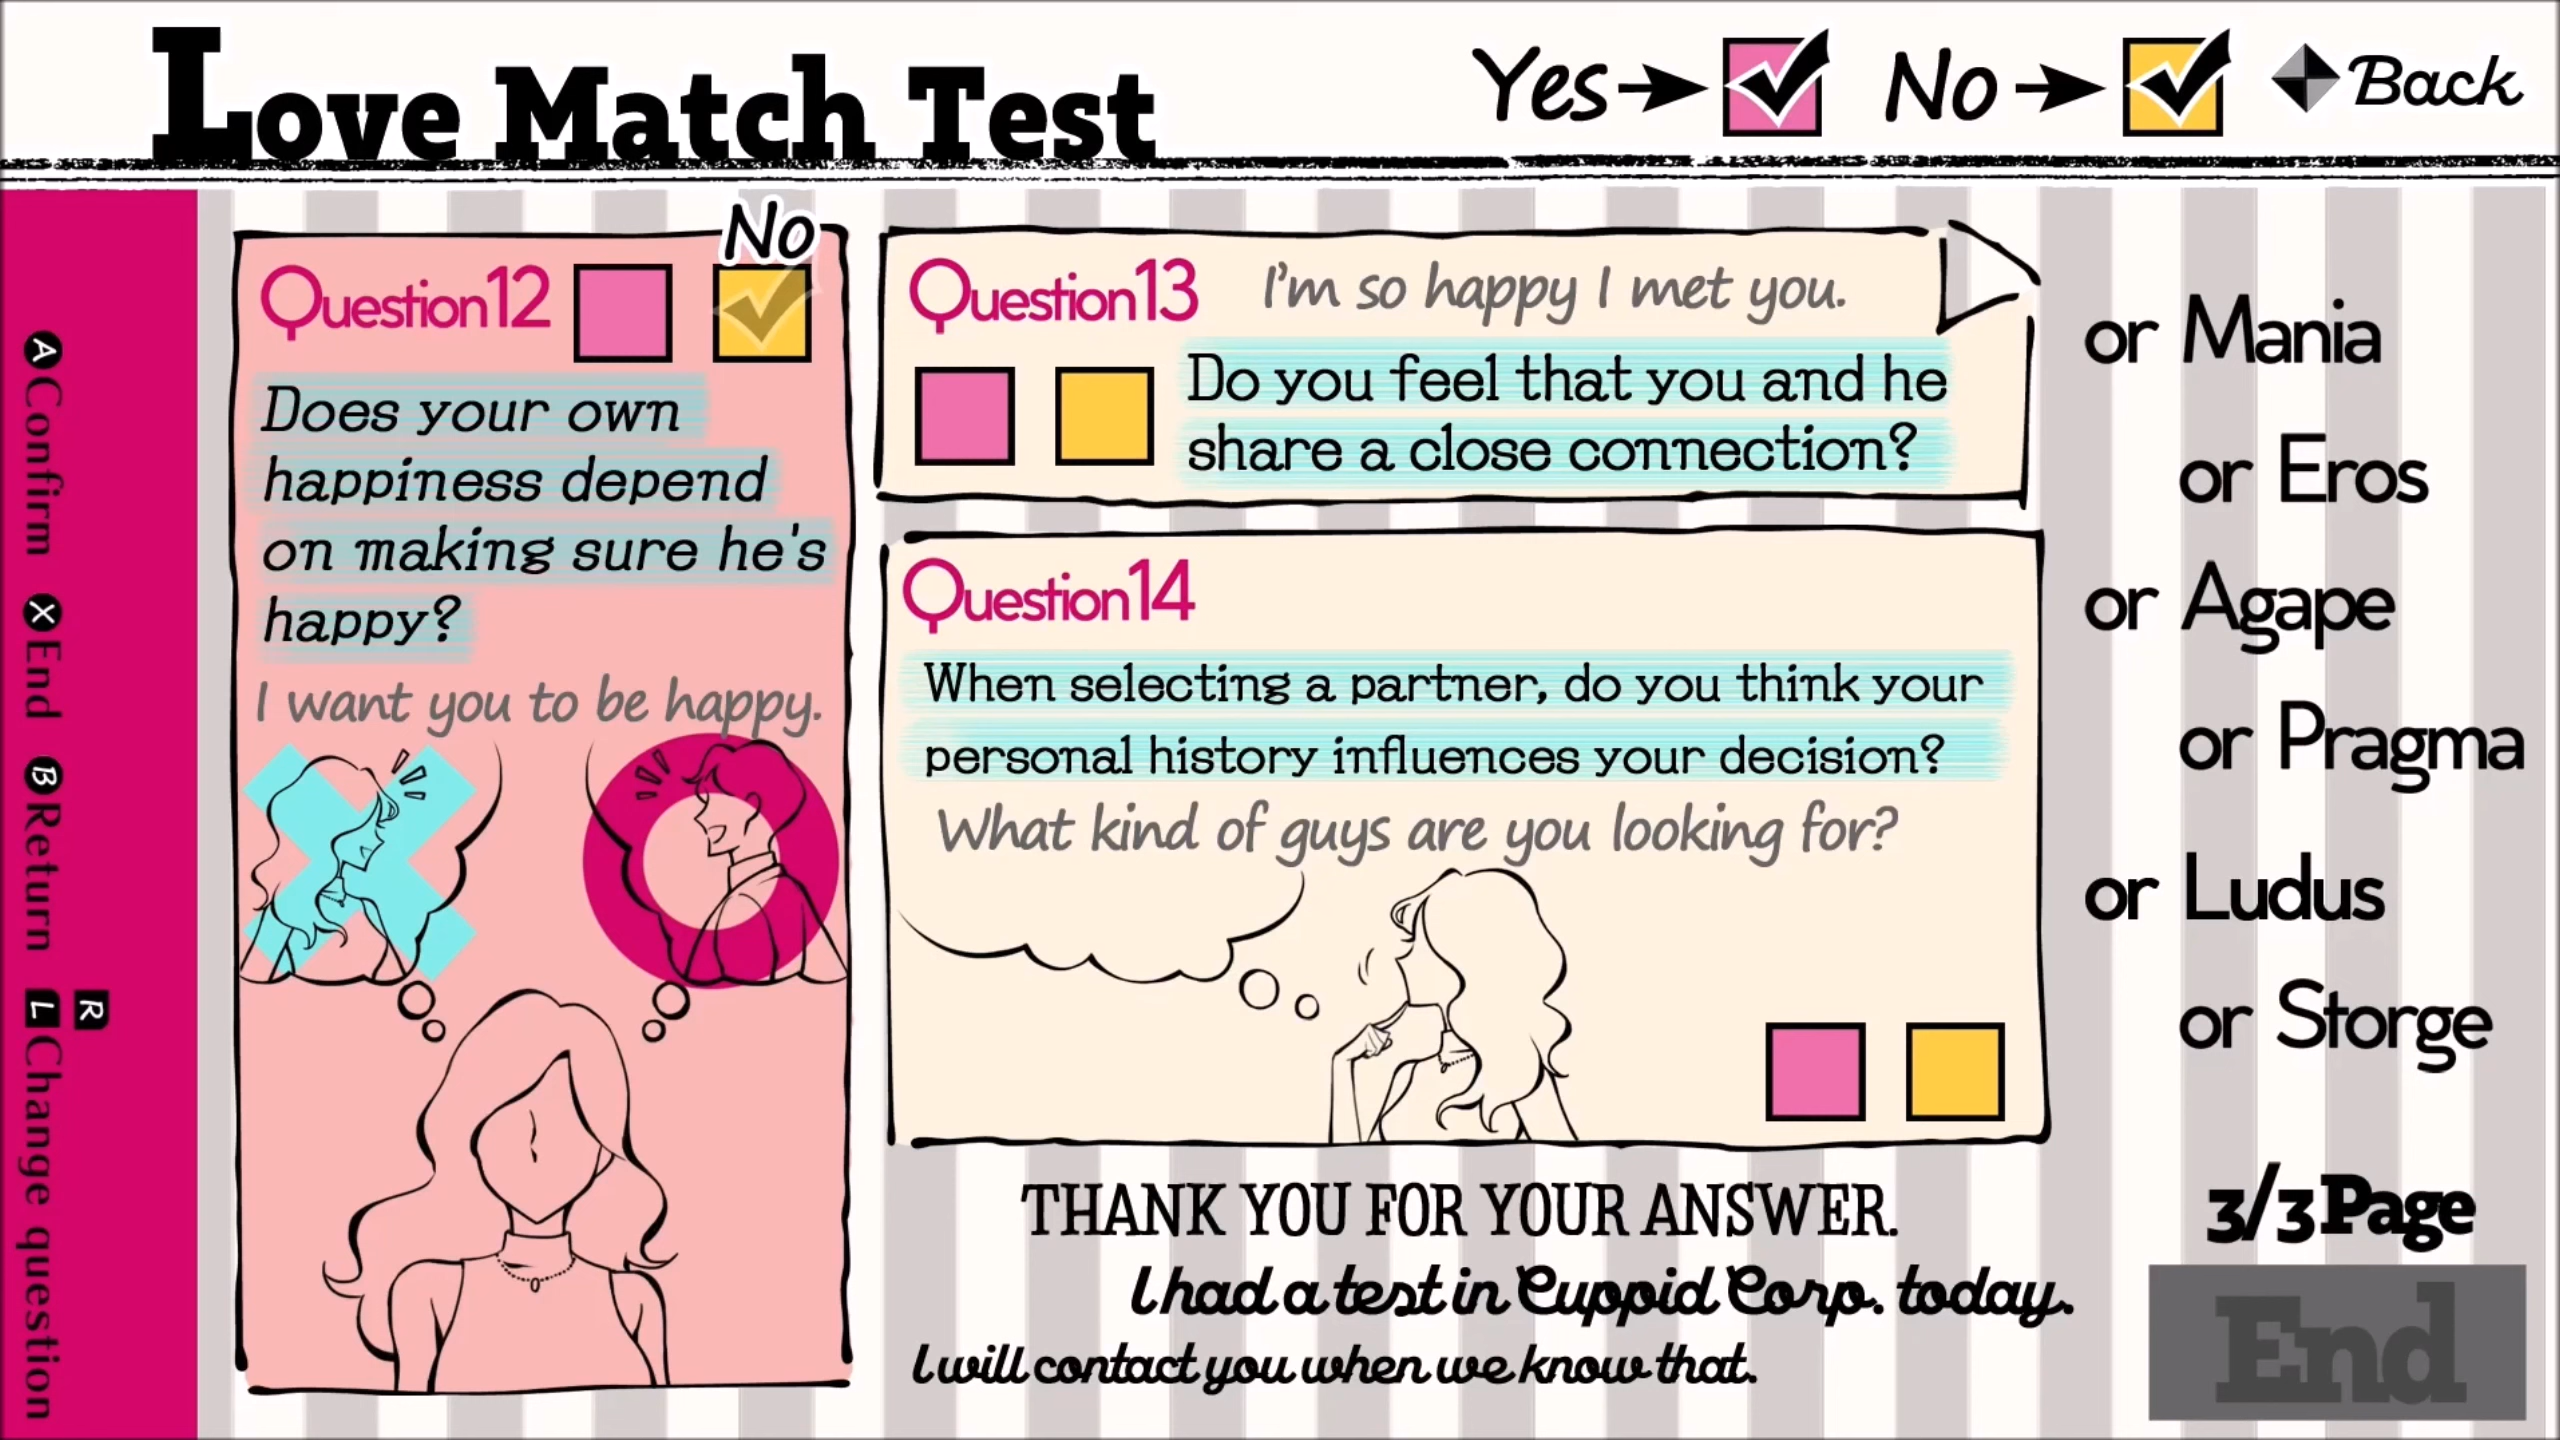 Love Match Test
Yes
No
Back
A Confirm X End B Return L R Change question
No
Question12
Does your own
happiness depend
on making sure he's
happy?
I want you to be happy.
Question13
I'm so happy I met you.
Do you feel that you and he
share a close connection?
Question14
When selecting a partner, do you think your
personal history influences your decision?
What kind of guys are you looking for?
THANK YOU FOR YOUR ANSWER.
I had a test in Cuppid Corp. today.
I will contact you when we know that.
or Mania
or Eros
or Agape
or Pragma
or Ludus
or Storge
3/3 Page
End